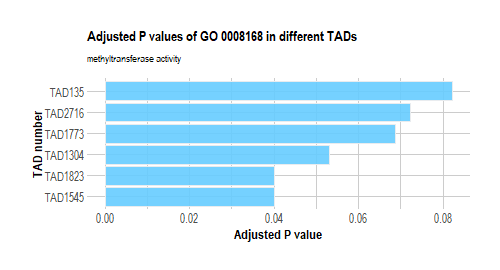 Adjusted P values of GO 0008168 in different TADs
methyltransferase activity
TAD135
TAD2716
TAD1773
TAD1304
TAD1823
TAD1545
TAD number
0.00 0.02 0.04 0.06 0.08
Adjusted P value